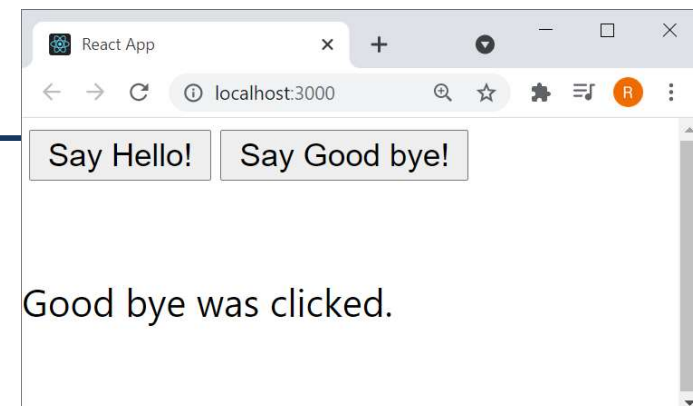 React App
localhost:3000
R
Say Hello! Say Good bye!
Good bye was clicked.